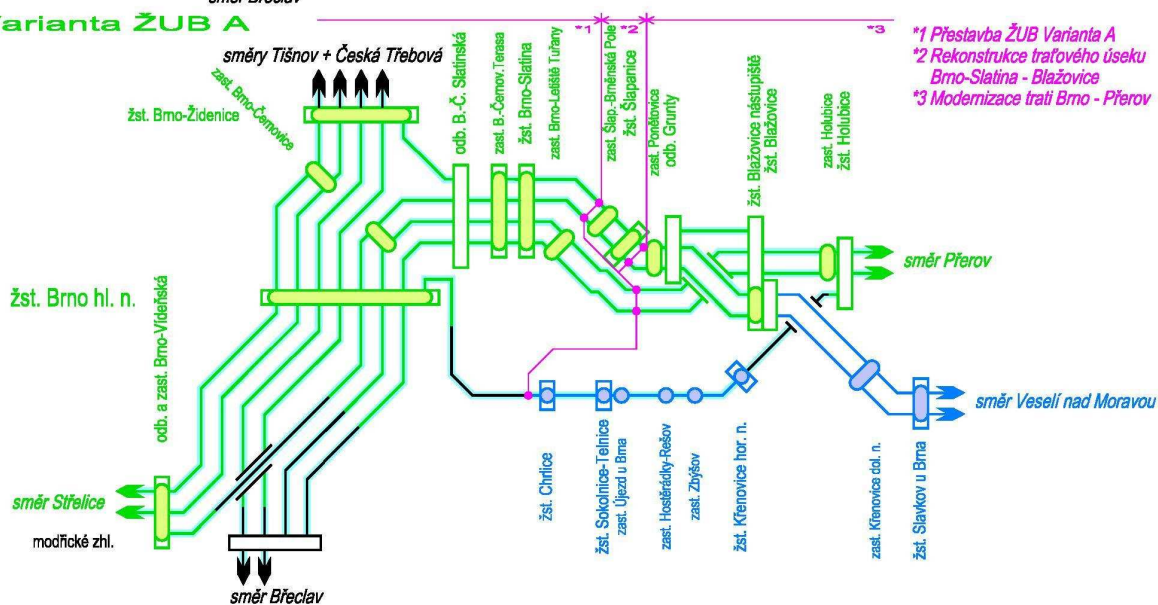 směr Břeclav
Varianta ŽUB A
*1
*2
*3
*1 Přestavba ŽUB Varianta A
*2 Rekonstrukce traťového úseku
Brno-Slatina - Blažovice
*3 Modernizace trati Brno - Přerov
směry Tišnov + Česká Třebová
žst. Brno-Židenice
zast. Brno-Černovice
odb. B.-Č. Slatinská
zast. B.-Černov.Terasa
žst. Brno-Slatina
zast. Brno-Letiště Tuřany
zast. Šlap.-Brněnská Pole
žst. Šlapanice
zast. Ponětovice
odb. Grunty
žst. Blažovice nástupiště
žst. Blažovice
zast. Holubice
žst. Holubice
směr Přerov
žst. Brno hl. n.
odb. a zast. Brno-Vídeňská
směr Veselí nad Moravou
směr Střelice
modřické zhl.
směr Břeclav
žst. Chrlice
žst. Sokolnice-Telnice
zast. Újezd u Brna
zast. Hostěrádky-Rešov
zast. Zbýšov
žst. Křenovice hor. n.
zast. Křenovice dol. n.
žst. Slavkov u Brna